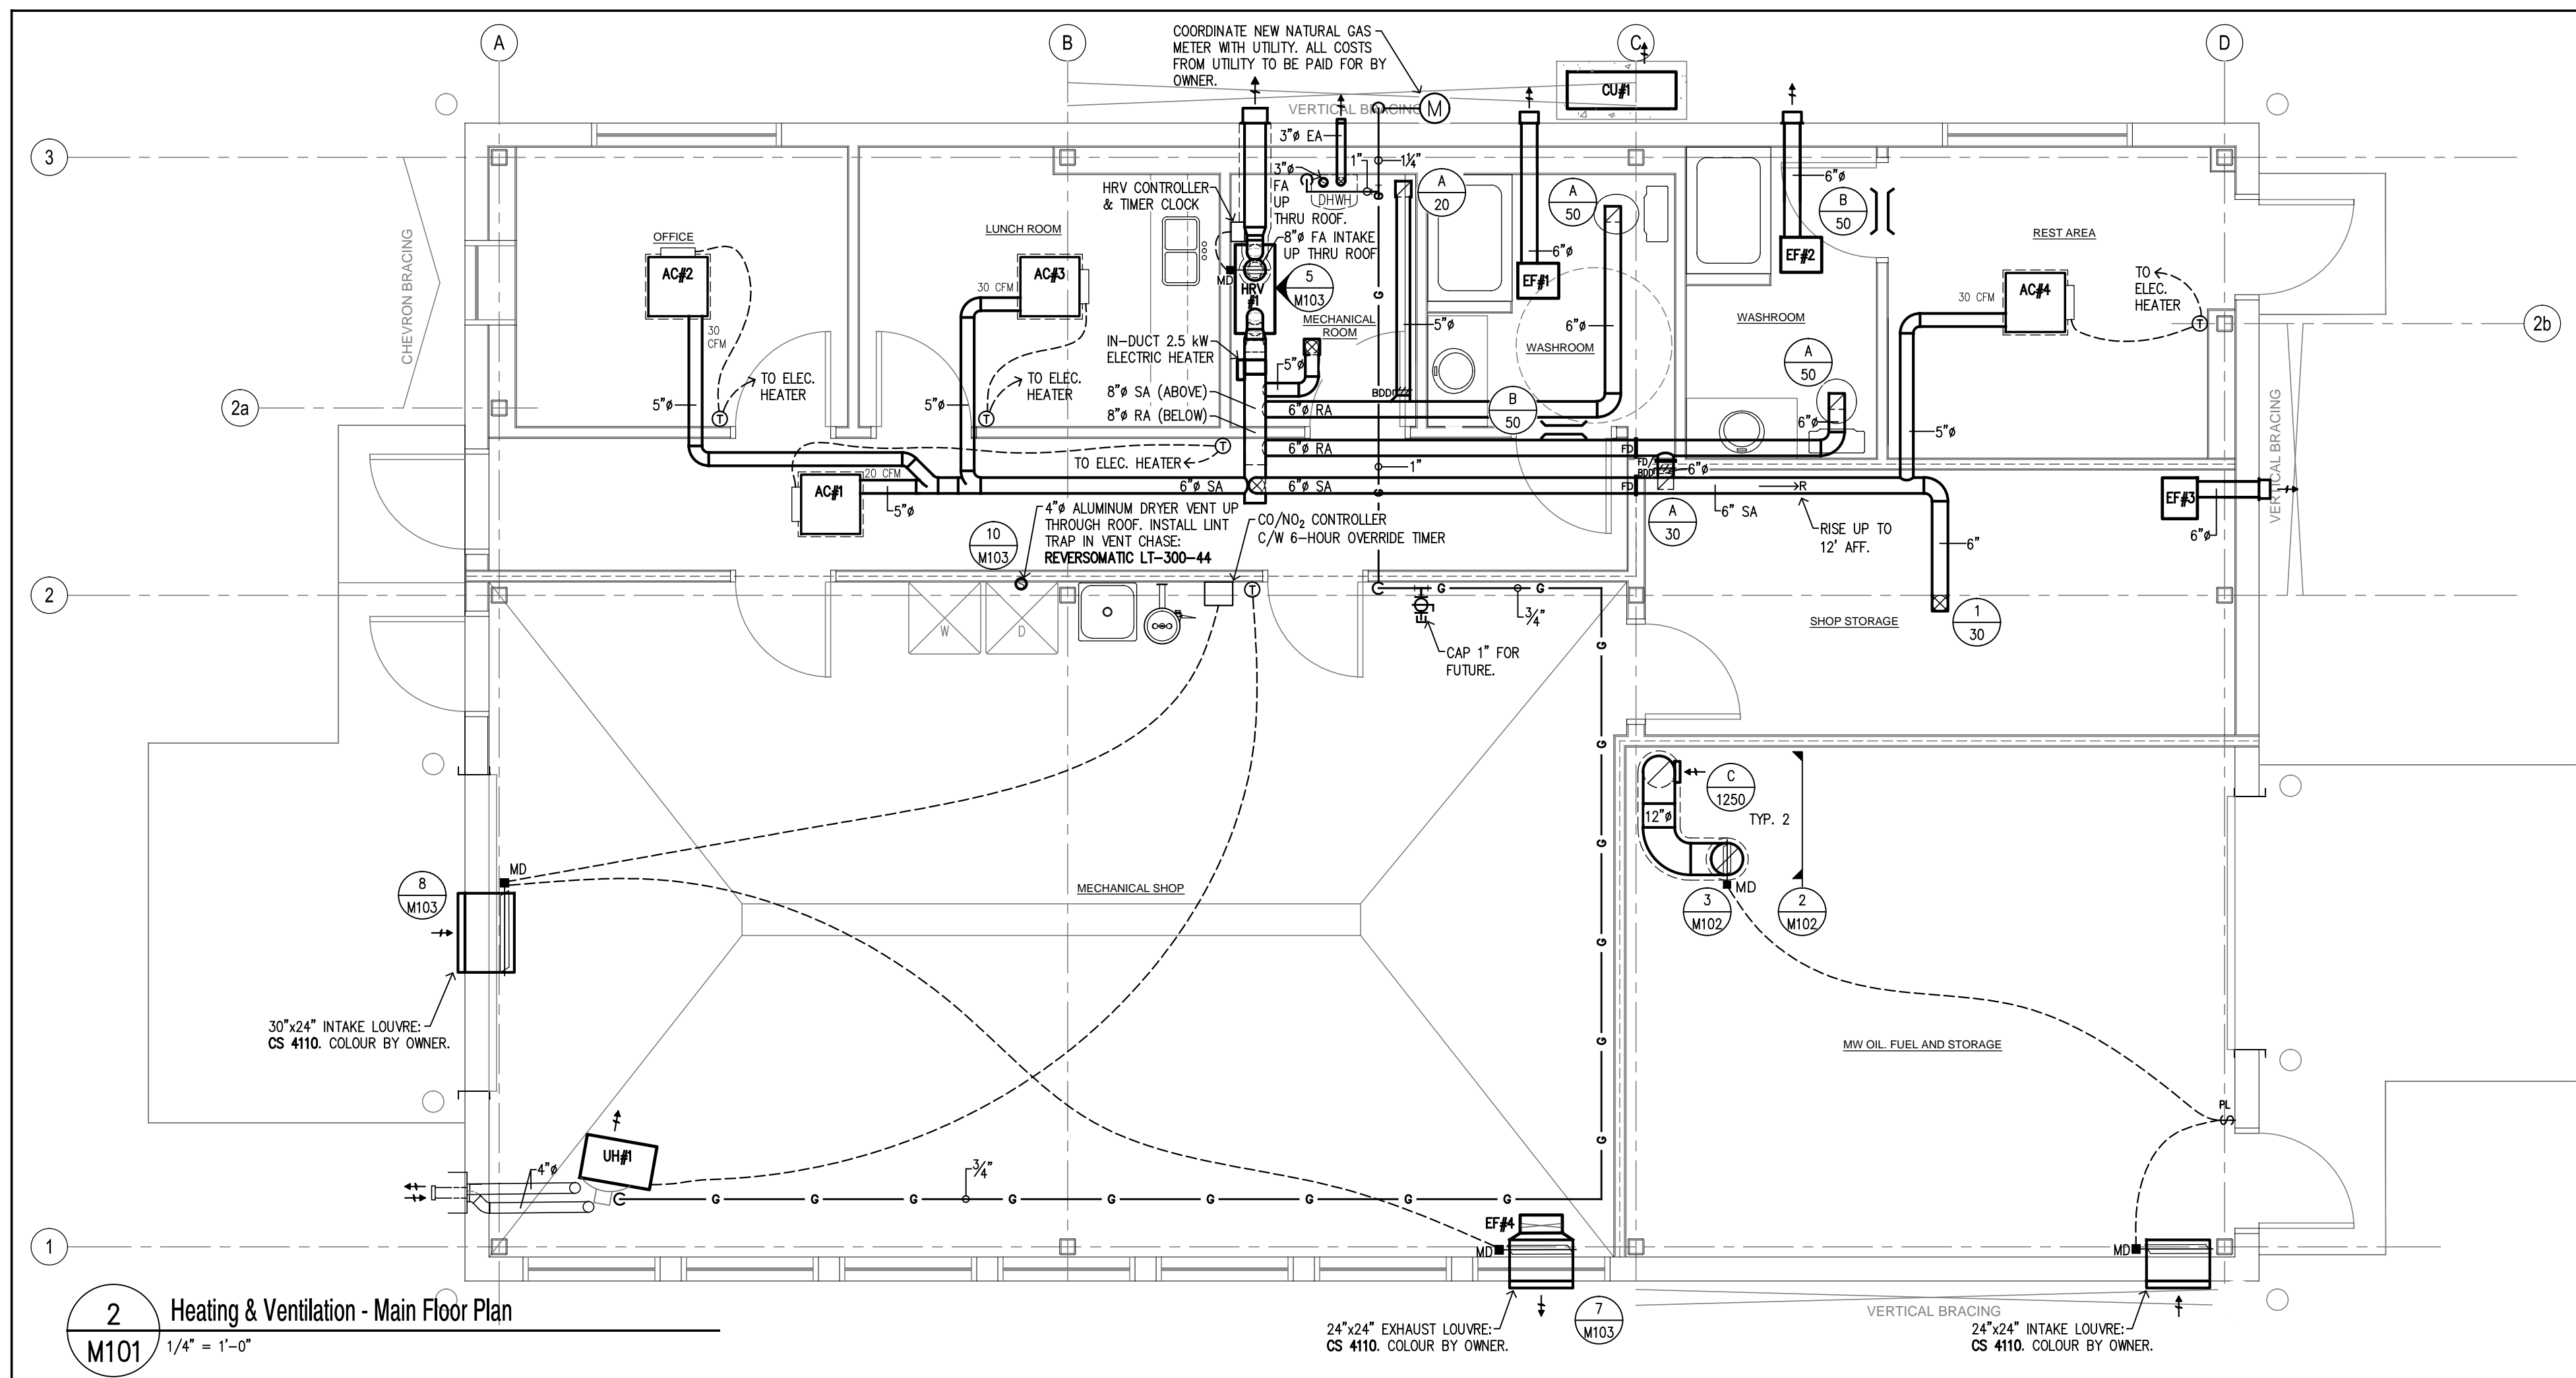 A
B
C
D
COORDINATE NEW NATURAL GAS
METER WITH UTILITY. ALL COSTS
FROM UTILITY TO BE PAID FOR BY
OWNER.
CU#1
VERTICAL BRACING
M
3
3"ø EA
1"
1¼"
3"ø
FA
UP
THRU ROOF.
DHWH
HRV CONTROLLER
& TIMER CLOCK
8"ø FA INTAKE
UP THRU ROOF
MD
HRV
#1
5
M103
MECHANICAL
ROOM
A
20
A
50
6"ø
EF#1
6"ø
WASHROOM
6"ø
EF#2
B
50
REST AREA
TO
ELEC.
HEATER
AC#4
30 CFM
T
2b
CHEVRON BRACING
OFFICE
AC#2
30
CFM
LUNCH ROOM
AC#3
30 CFM
WASHROOM
A
50
IN-DUCT 2.5 kW
ELECTRIC HEATER
5"ø
5"ø
8"ø SA (ABOVE)
8"ø RA (BELOW)
BDD
6"ø RA
B
50
2a
5"ø
TO ELEC.
HEATER
T
5"ø
TO ELEC.
HEATER
T
6"ø
5"ø
VERTICAL BRACING
VERTICAL BRACING
T
TO ELEC. HEATER
6"ø RA
FD
FD/
BDD
6"ø
1"
20 CFM
AC#1
5"ø
6"ø SA
6"ø SA
FD
6" SA
R
RISE UP TO
12' AFF.
6"
EF#3
6"ø
A
30
10
M103
4"ø ALUMINUM DRYER VENT UP
THROUGH ROOF. INSTALL LINT
TRAP IN VENT CHASE:
REVERSOMATIC LT-300-44
CO/NO₂ CONTROLLER
C/W 6-HOUR OVERRIDE TIMER
2
W
D
T
G
G
G
G
G
¾"
CAP 1" FOR
FUTURE.
SHOP STORAGE
1
30
G
G
G
G
G
G
C
1250
12"ø
TYP. 2
MD
3
M102
2
M102
MD
8
M103
MECHANICAL SHOP
30"x24" INTAKE LOUVRE:
CS 4110. COLOUR BY OWNER.
MW OIL. FUEL AND STORAGE
PL
S
UH#1
4"ø
¾"
G
G
G
G
G
G
G
G
G
EF#4
MD
MD
1
7
M103
VERTICAL BRACING
24"x24" EXHAUST LOUVRE:
CS 4110. COLOUR BY OWNER.
24"x24" INTAKE LOUVRE:
CS 4110. COLOUR BY OWNER.
2
M101
Heating & Ventilation - Main Floor Plan
1/4" = 1'-0"